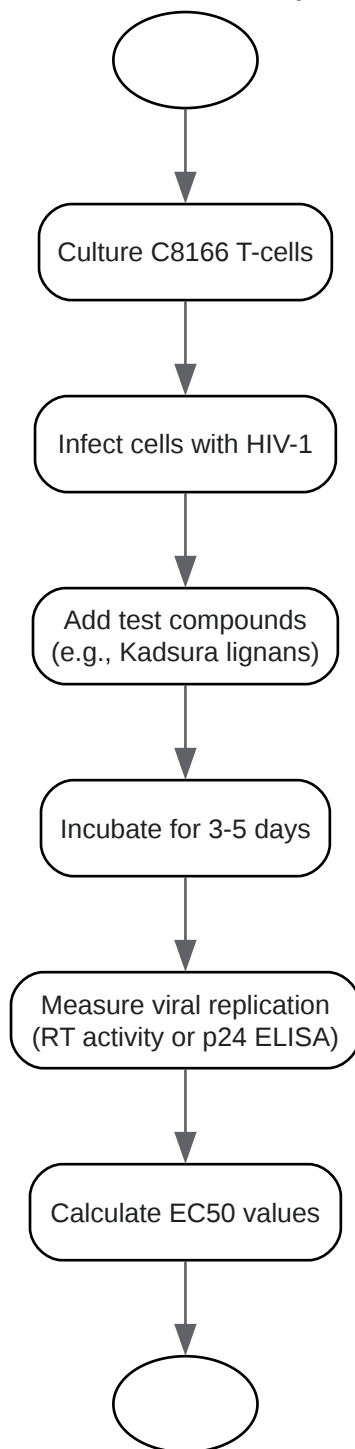 Culture C8166 T-cells
Infect cells with HIV-1
Add test compounds
(e.g., Kadsura lignans)
Incubate for 3-5 days
Measure viral replication
(RT activity or p24 ELISA)
Calculate EC50 values